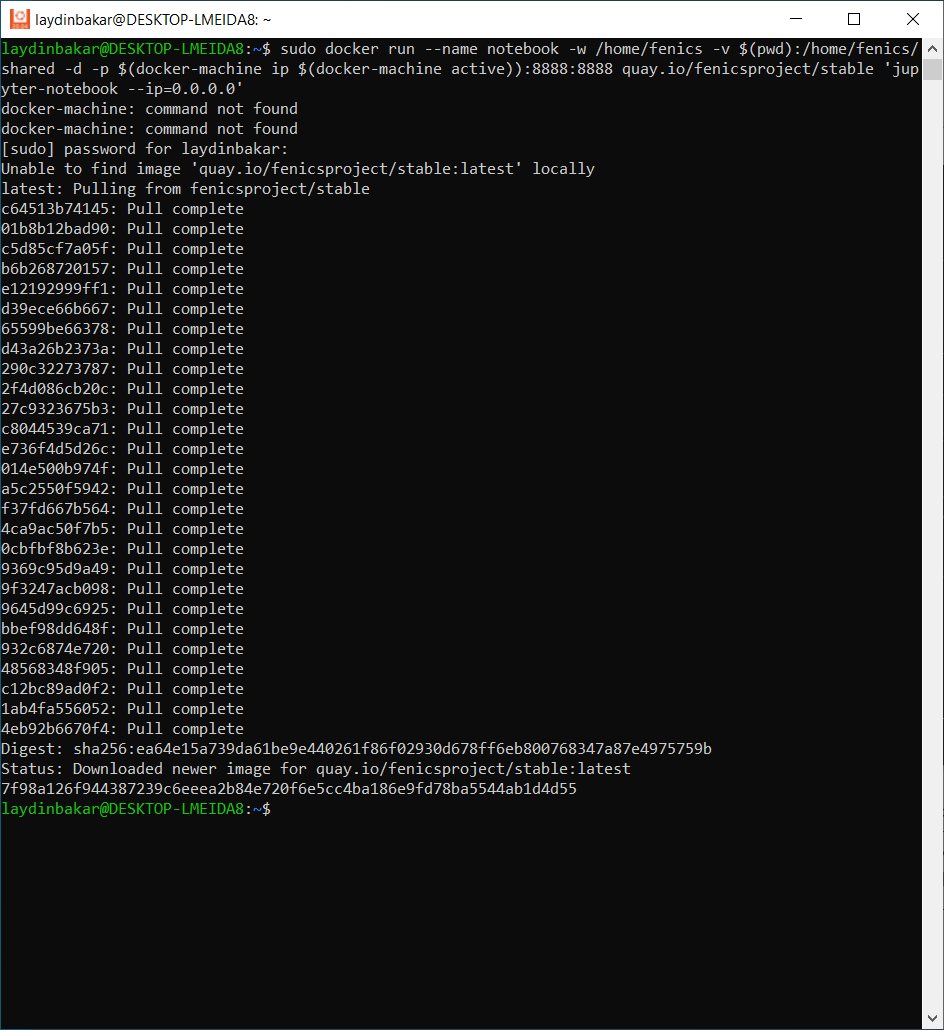 laydinbakar@DESKTOP-LMEIDA8: ~
laydinbakar@DESKTOP-LMEIDA8:~$ sudo docker run --name notebook -w /home/fenics -v $(pwd):/home/fenics/
shared -d -p $(docker-machine ip $(docker-machine active)):8888:8888 quay.io/fenicsproject/stable 'jup
yter-notebook --ip=0.0.0.0'
docker-machine: command not found
docker-machine: command not found
[sudo] password for laydinbakar:
Unable to find image 'quay.io/fenicsproject/stable:latest' locally
latest: Pulling from fenicsproject/stable
c64513b74145: Pull complete
01b8b12bad90: Pull complete
c5d85cf7a05f: Pull complete
b6b268720157: Pull complete
e12192999ff1: Pull complete
d39ece66b667: Pull complete
65599be66378: Pull complete
d43a26b2373a: Pull complete
290c32273787: Pull complete
2f4d086cb20c: Pull complete
27c9323675b3: Pull complete
c8044539ca71: Pull complete
e736f4d5d26c: Pull complete
014e500b974f: Pull complete
a5c2550f5942: Pull complete
f37fd667b564: Pull complete
4ca9ac50f7b5: Pull complete
0cbfbf8b623e: Pull complete
9369c95d9a49: Pull complete
9f3247acb098: Pull complete
9645d99c6925: Pull complete
bbef98dd648f: Pull complete
932c6874e720: Pull complete
48568348f905: Pull complete
c12bc89ad0f2: Pull complete
1ab4fa556052: Pull complete
4eb92b6670f4: Pull complete
Digest: sha256:ea64e15a739da61be9e440261f86f02930d678ff6eb800768347a87e4975759b
Status: Downloaded newer image for quay.io/fenicsproject/stable:latest
7f98a126f944387239c6eeea2b84e720f6e5cc4ba186e9fd78ba5544ab1d4d55
laydinbakar@DESKTOP-LMEIDA8:~$